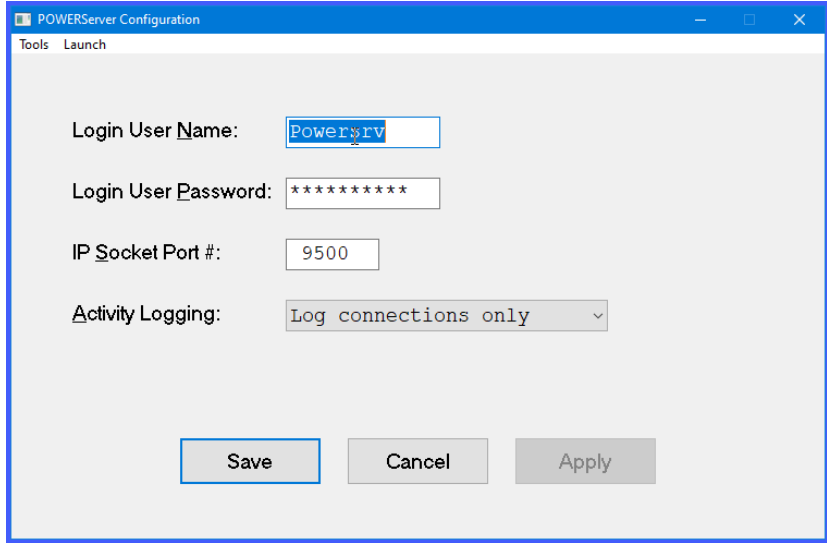 POWERServer Configuration
Tools Launch
Login User Name: Powersrv
Login User Password: **********
IP Socket Port #: 9500
Activity Logging: Log connections only
Save Cancel Apply